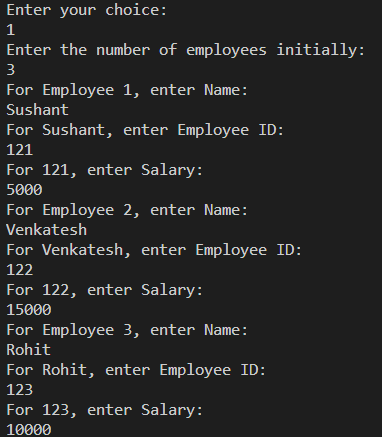 Enter your choice:
1
Enter the number of employees initially:
3
For Employee 1, enter Name:
Sushant
For Sushant, enter Employee ID:
121
For 121, enter Salary:
5000
For Employee 2, enter Name:
Venkatesh
For Venkatesh, enter Employee ID:
122
For 122, enter Salary:
15000
For Employee 3, enter Name:
Rohit
For Rohit, enter Employee ID:
123
For 123, enter Salary:
10000